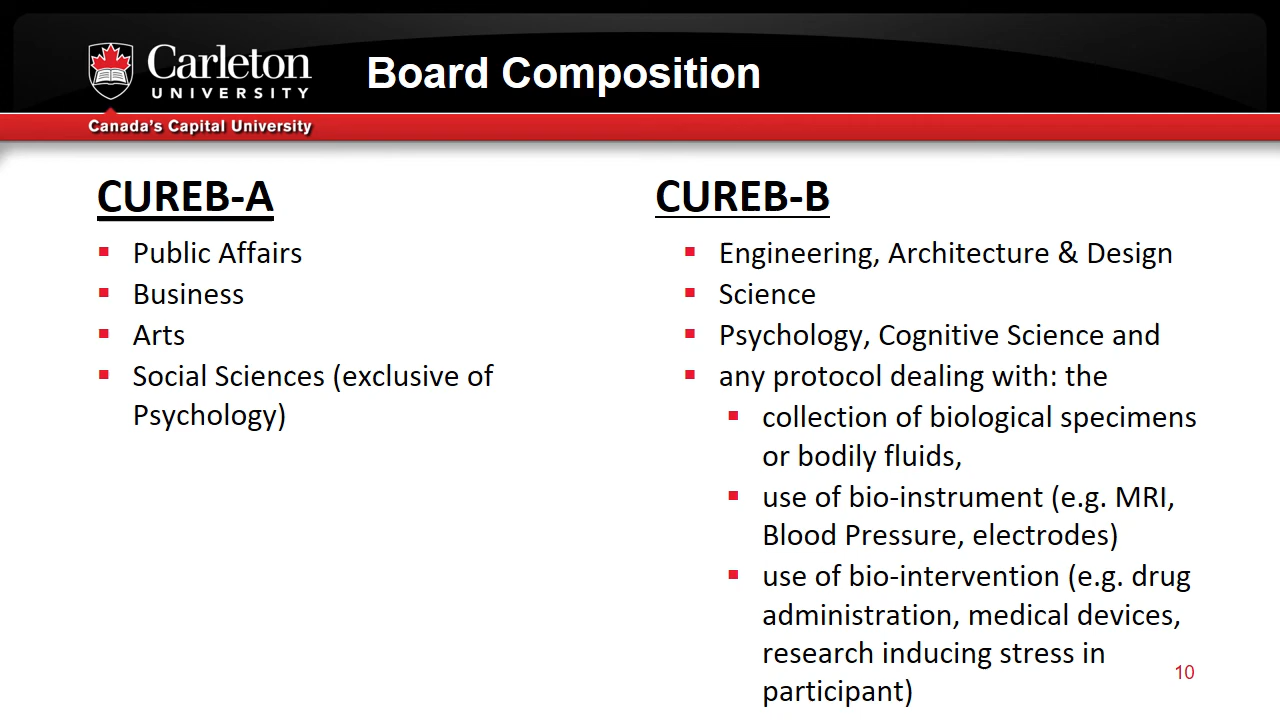 Carleton
UNIVERSITY
Canada's Capital University
Board Composition
CUREB-A
Public Affairs
Business
Arts
Social Sciences (exclusive of
Psychology)
CUREB-B
Engineering, Architecture & Design
Science
Psychology, Cognitive Science and
any protocol dealing with: the
collection of biological specimens
or bodily fluids,
use of bio-instrument (e.g. MRI,
Blood Pressure, electrodes)
use of bio-intervention (e.g. drug
administration, medical devices,
research inducing stress in
participant)
10